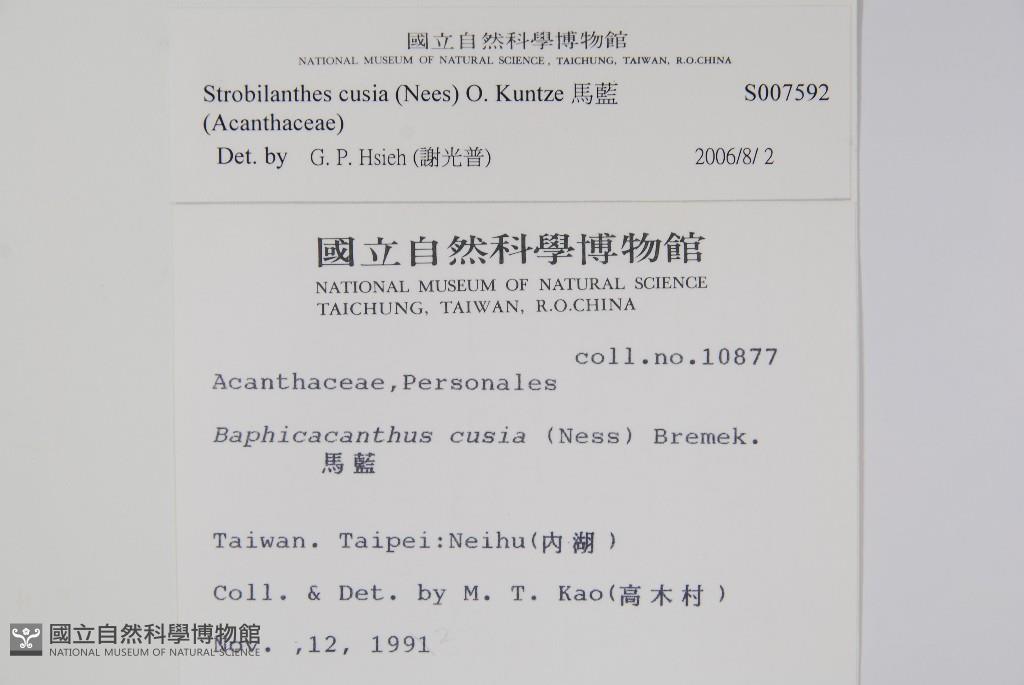 國立自然科學博物館
NATIONAL MUSEUM OF NATURAL SCIENCE, TAICHUNG, TAIWAN, R.O.CHINA
Strobilanthes cusia (Nees) O. Kuntze 馬藍 S007592
(Acanthaceae)
Det. by G. P. Hsieh (謝光普) 2006/8/ 2
國立自然科學博物館
NATIONAL MUSEUM OF NATURAL SCIENCE
TAICHUNG, TAIWAN, R.O.CHINA
coll.no.10877
Acanthaceae,Personales
Baphicacanthus cusia (Ness) Bremek.
馬藍
Taiwan. Taipei:Neihu(內湖)
Coll. & Det. by M. T. Kao(高木村)
Nov. ,12, 1991
國立自然科學博物館
NATIONAL MUSEUM OF NATURAL SCIENCE